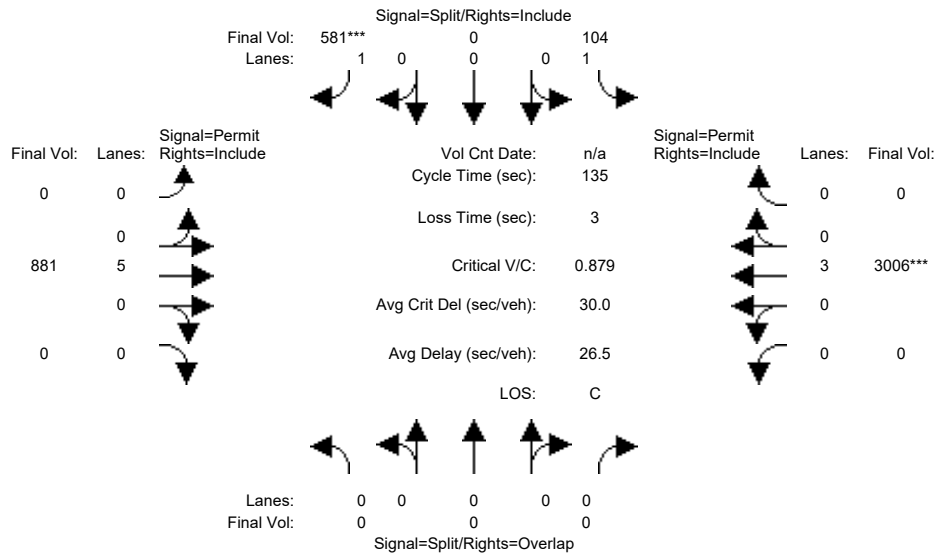 Signal=Split/Rights=Include
Final Vol: 581*** 0 104
Lanes: 1 0 0 0 1
Signal=Permit
Final Vol: Lanes: Rights=Include
Vol Cnt Date: n/a
Signal=Permit
Rights=Include Lanes: Final Vol:
Cycle Time (sec): 135
0 0
0 0
Loss Time (sec): 3
0
0
881 5
Critical V/C: 0.879
3 3006***
0
Avg Crit Del (sec/veh): 30.0
0
0 0
Avg Delay (sec/veh): 26.5
0 0
LOS: C
Lanes: 0 0 0 0 0
Final Vol: 0 0 0
Signal=Split/Rights=Overlap